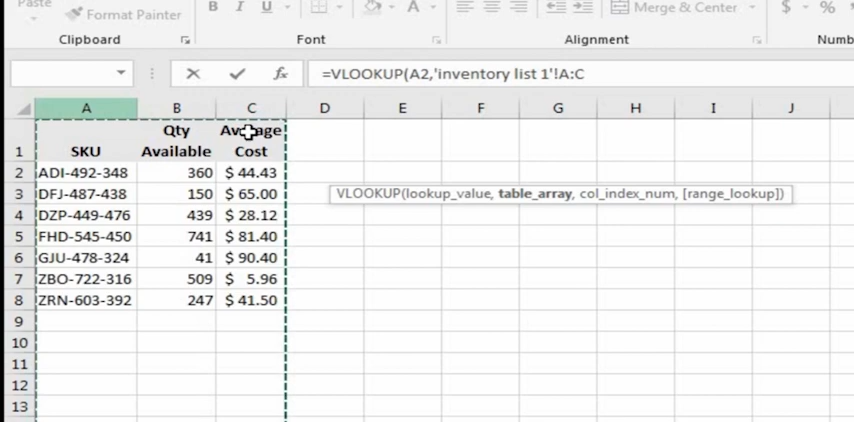 Paste
Format Painter
B I U A
Merge & Center
$ %
Clipboard
Font
Alignment
Numb
fx
=VLOOKUP(A2,'inventory list 1'!A:C
A B C D E F G H I J
Qty Average
1 SKU Available Cost
2 ADI-492-348 360 $ 44.43
3 DFJ-487-438 150 $ 65.00
VLOOKUP(lookup_value, table_array, col_index_num, [range_lookup])
4 DZP-449-476 439 $ 28.12
5 FHD-545-450 741 $ 81.40
6 GJU-478-324 41 $ 90.40
7 ZBO-722-316 509 $ 5.96
8 ZRN-603-392 247 $ 41.50
9
10
11
12
13